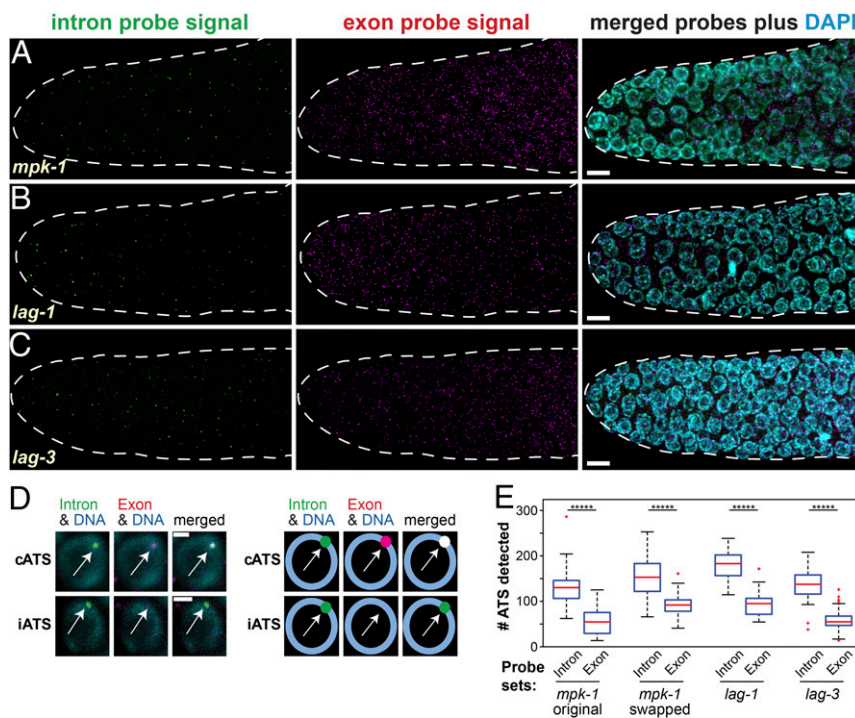 intron probe signal
exon probe signal
merged probes plus DAPI
A
mpk-1
B
lag-1
C
lag-3
D
Intron
& DNA
Exon
& DNA
merged
cATS
iATS
Intron
& DNA
Exon
& DNA
merged
cATS
iATS
E
# ATS detected
300
200
100
0
*****
*****
*****
*****
Probe
sets:
Intron
Exon
Intron
Exon
Intron
Exon
Intron
Exon
mpk-1
original
mpk-1
swapped
lag-1
lag-3